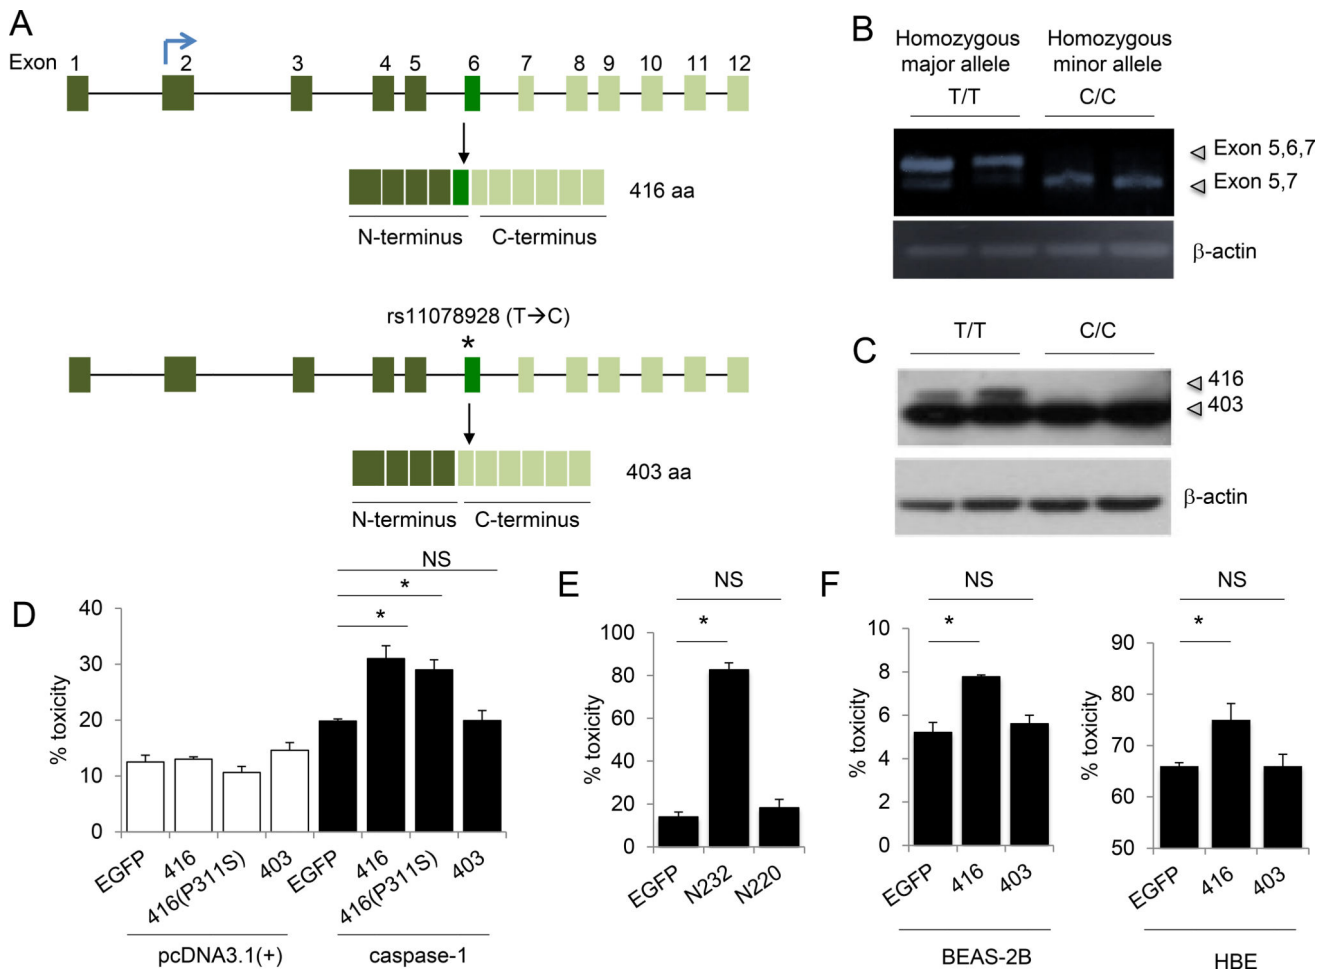 A
Exon 1 2 3 4 5 6 7 8 9 10 11 12
416 aa
N-terminus C-terminus
rs11078928 (T→C)
*
403 aa
N-terminus C-terminus
B
Homozygous major allele
Homozygous minor allele
T/T C/C
Exon 5,6,7
Exon 5,7
β-actin
C
T/T C/C
416
403
β-actin
D
NS
*
*
% toxicity
40
30
20
10
0
EGFP 416 416(P311S) 403 EGFP 416 416(P311S) 403
pcDNA3.1(+) caspase-1
E
NS
*
% toxicity
100
80
60
40
20
0
EGFP N232 N220
F
NS
*
% toxicity
10
8
6
4
2
0
EGFP 416 403
BEAS-2B
NS
*
% toxicity
90
80
70
60
50
EGFP 416 403
HBE